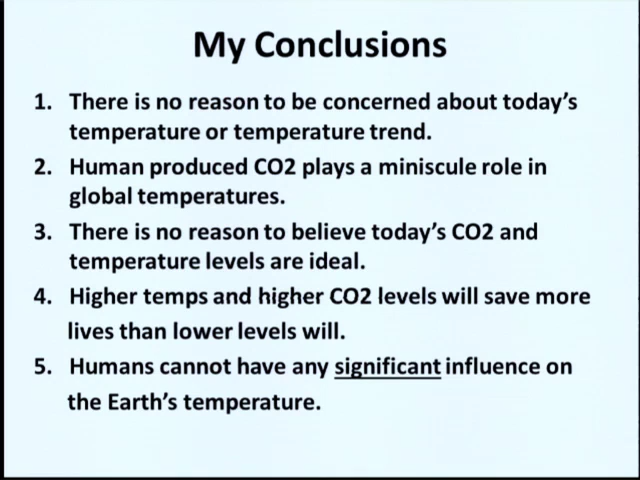 My Conclusions
1. There is no reason to be concerned about today's
temperature or temperature trend.
2. Human produced CO2 plays a miniscule role in
global temperatures.
3. There is no reason to believe today's CO2 and
temperature levels are ideal.
4. Higher temps and higher CO2 levels will save more
lives than lower levels will.
5. Humans cannot have any significant influence on
the Earth's temperature.